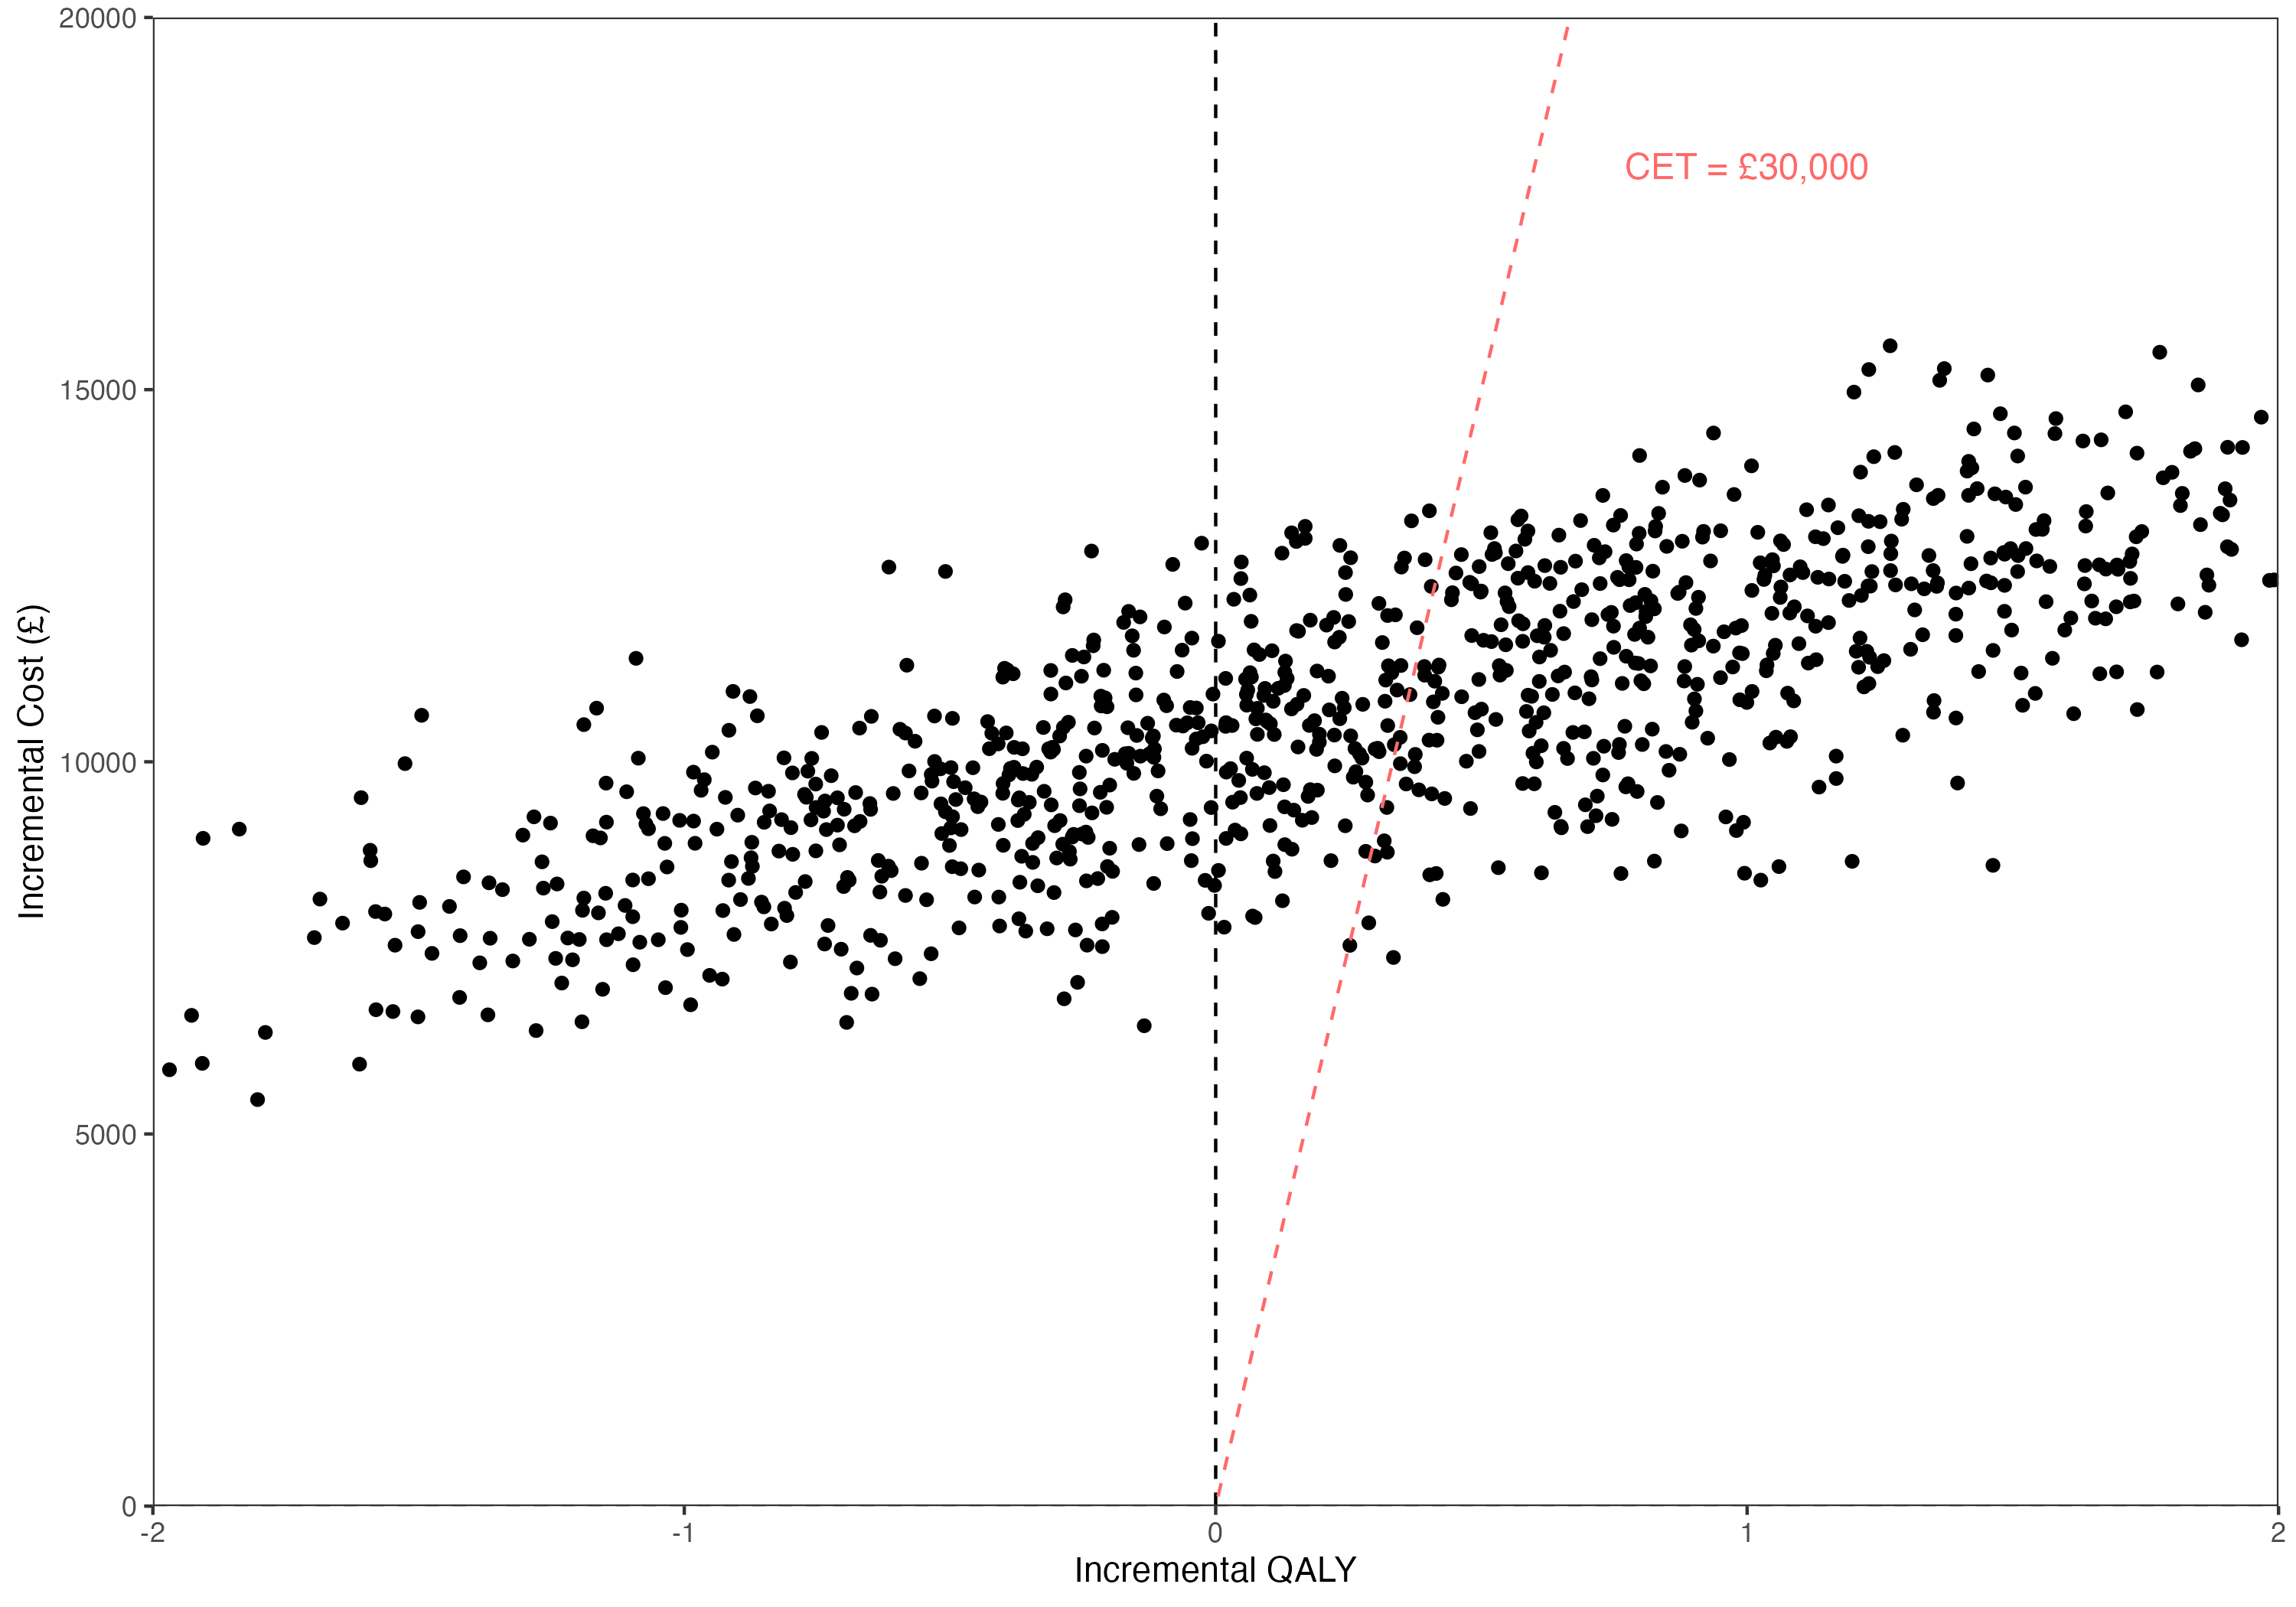 20000
CET = £30,000
15000
Incremental Cost (£)
10000
5000
0
-2 -1 0 1 2
Incremental QALY